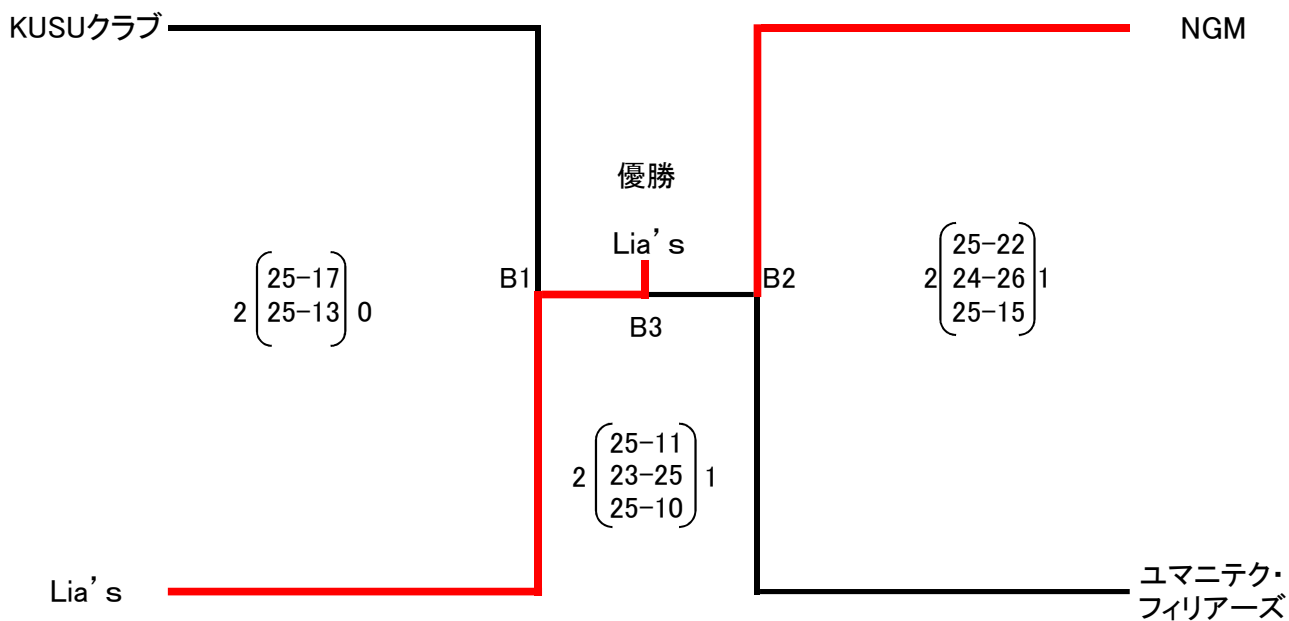 KUSUクラブ
NGM
優勝
Lia’s
B1
B2
B3
25-17
2 25-13 0
25-22
2 24-26 1
25-15
25-11
2 23-25 1
25-10
Lia’s
ユマニテク・
フィリアーズ